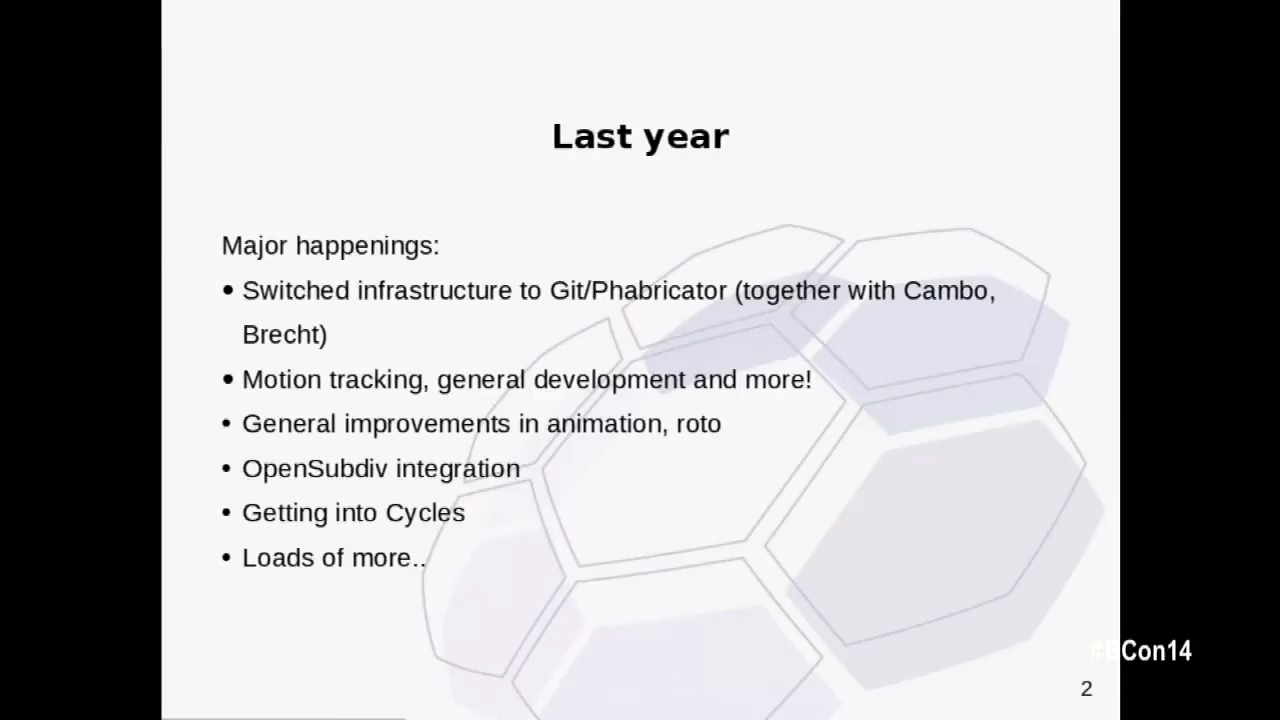 Last year
Major happenings:
• Switched infrastructure to Git/Phabricator (together with Cambo,
Brecht)
• Motion tracking, general development and more!
• General improvements in animation, roto
• OpenSubdiv integration
• Getting into Cycles
• Loads of more..
#BCon14
2